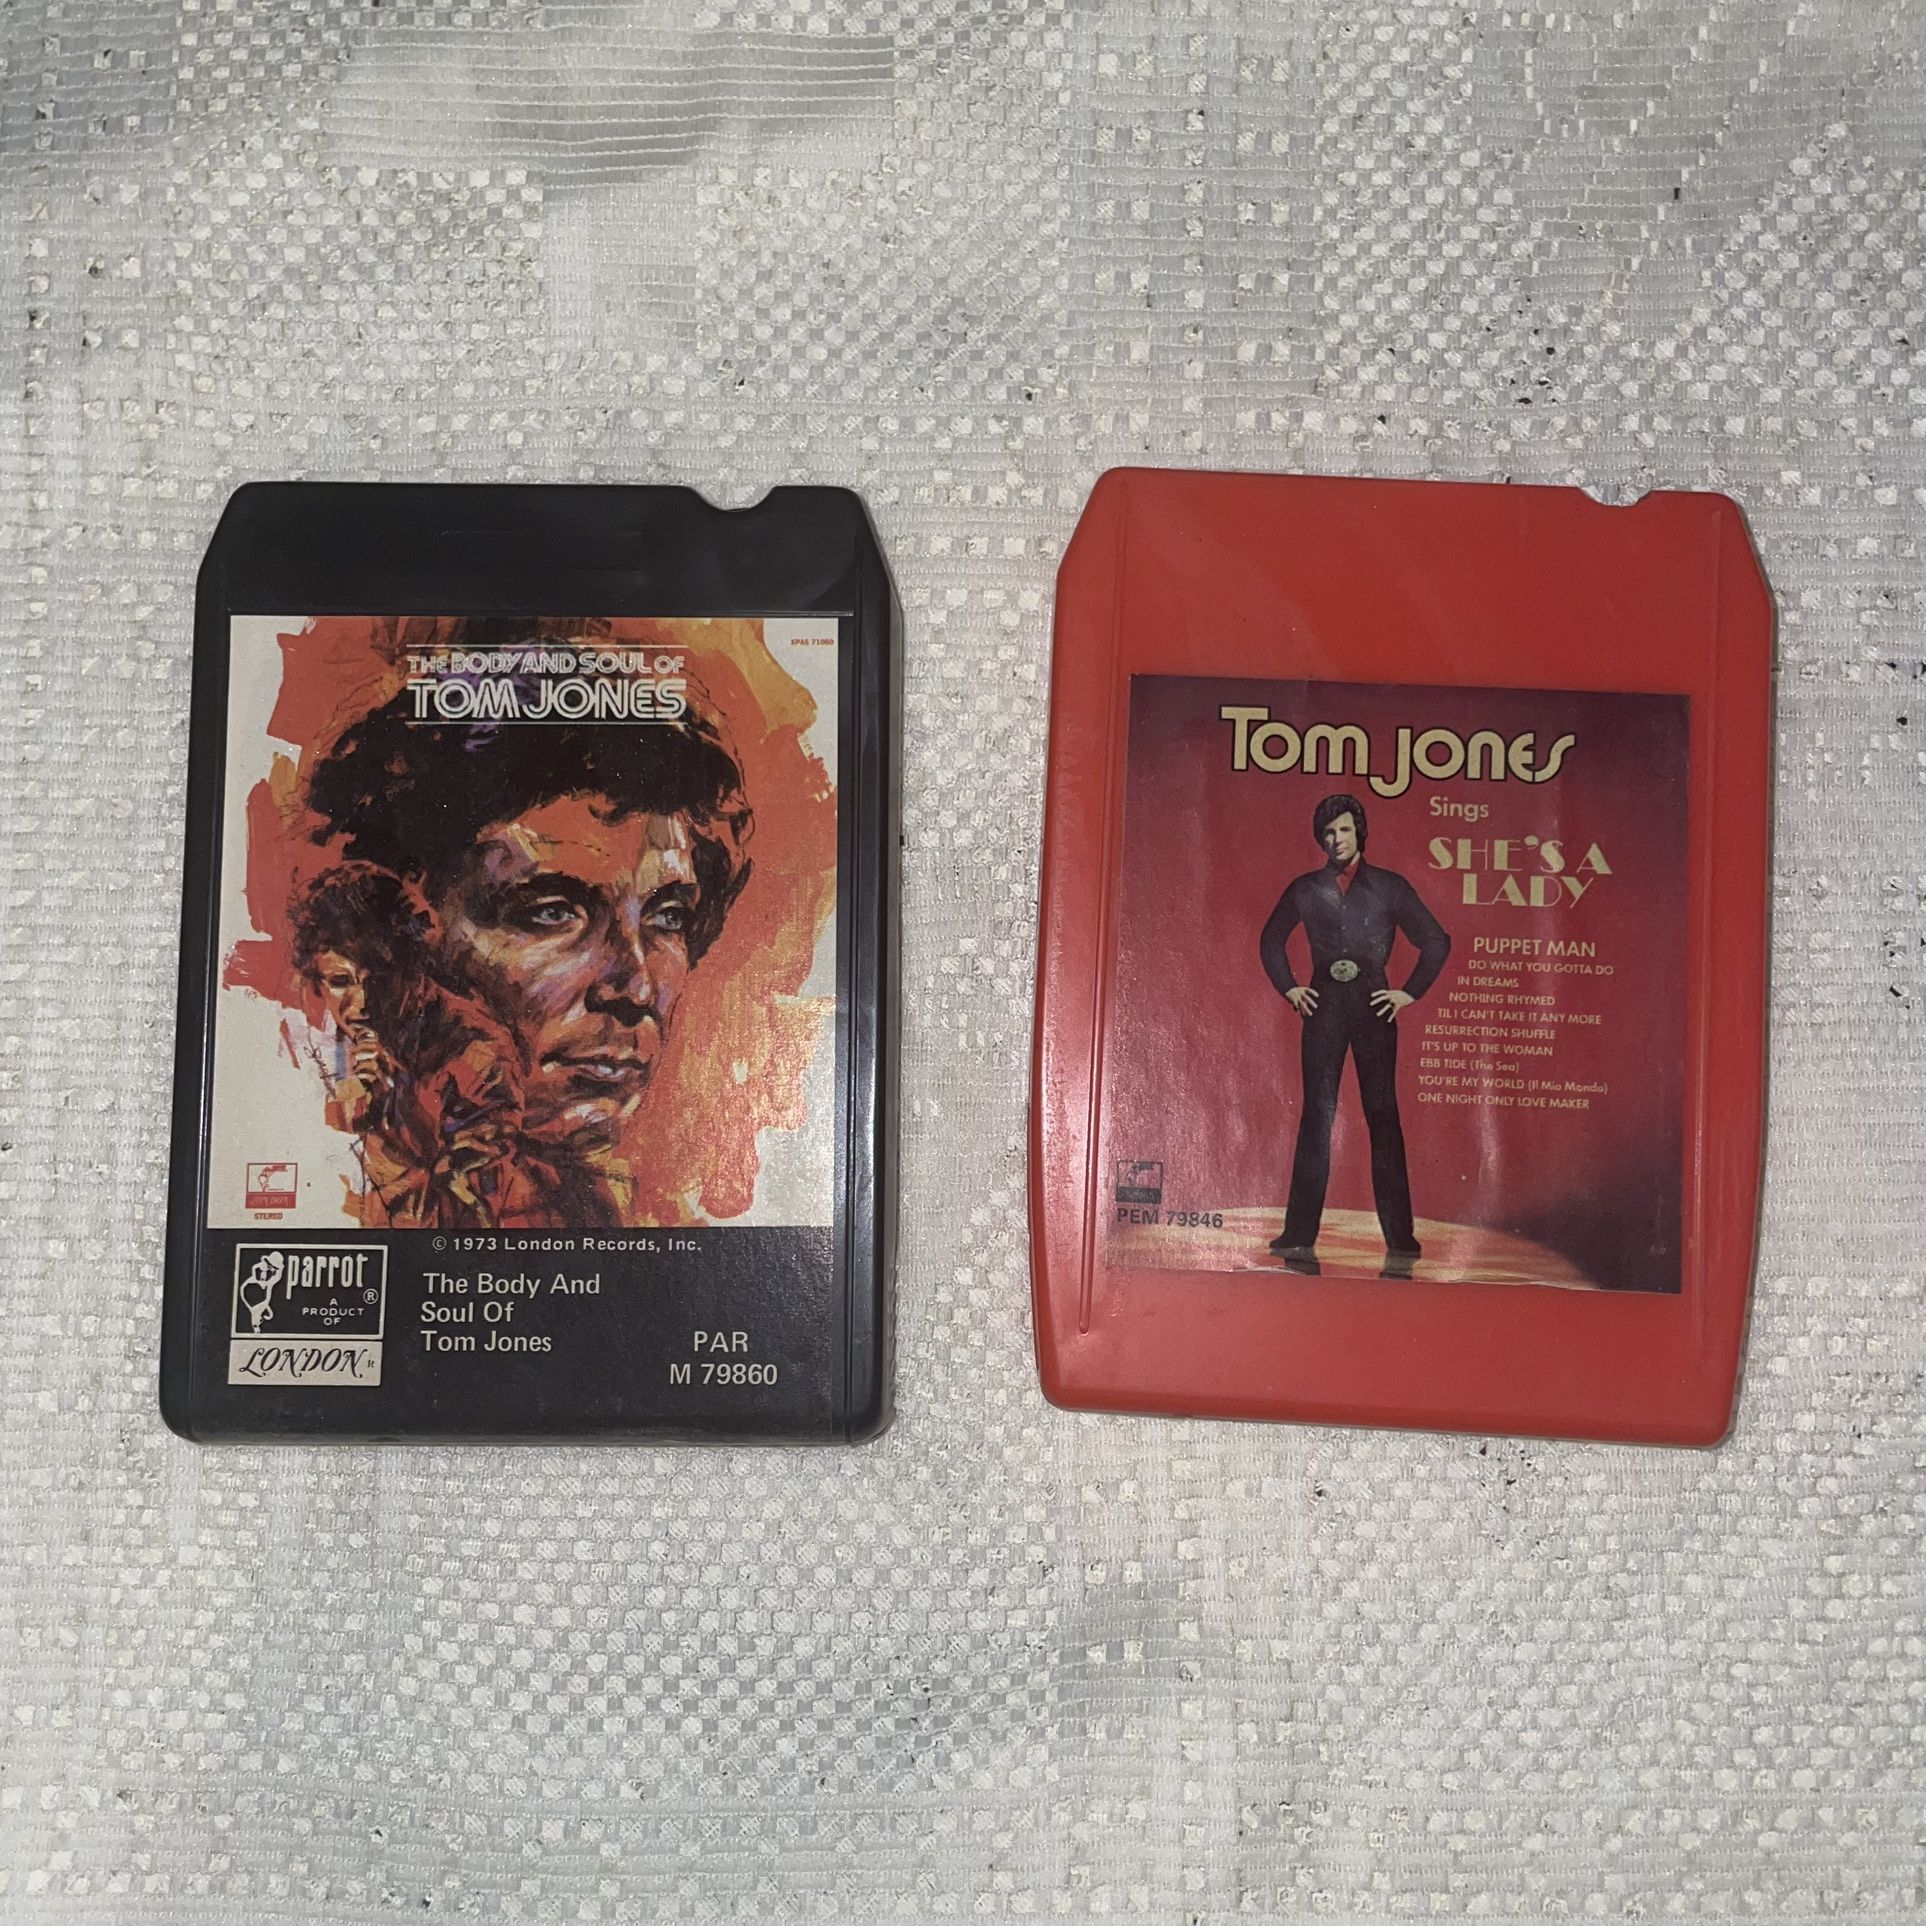 XPAS 71060
THE BODY AND SOUL OF
TOM JONES
STEREO
© 1973 London Records, Inc.
parrot ®
A
PRODUCT
OF
LONDON R
The Body And
Soul Of
Tom Jones
PAR
M 79860
Tom Jones
Sings
SHE'S A
LADY
PUPPET MAN
DO WHAT YOU GOTTA DO
IN DREAMS
NOTHING RHYMED
TIL I CAN'T TAKE IT ANY MORE
RESURRECTION SHUFFLE
IT'S UP TO THE WOMAN
EBB TIDE (The Sea)
YOU'RE MY WORLD (Il Mio Mondo)
ONE NIGHT ONLY LOVE MAKER
PEM 79846